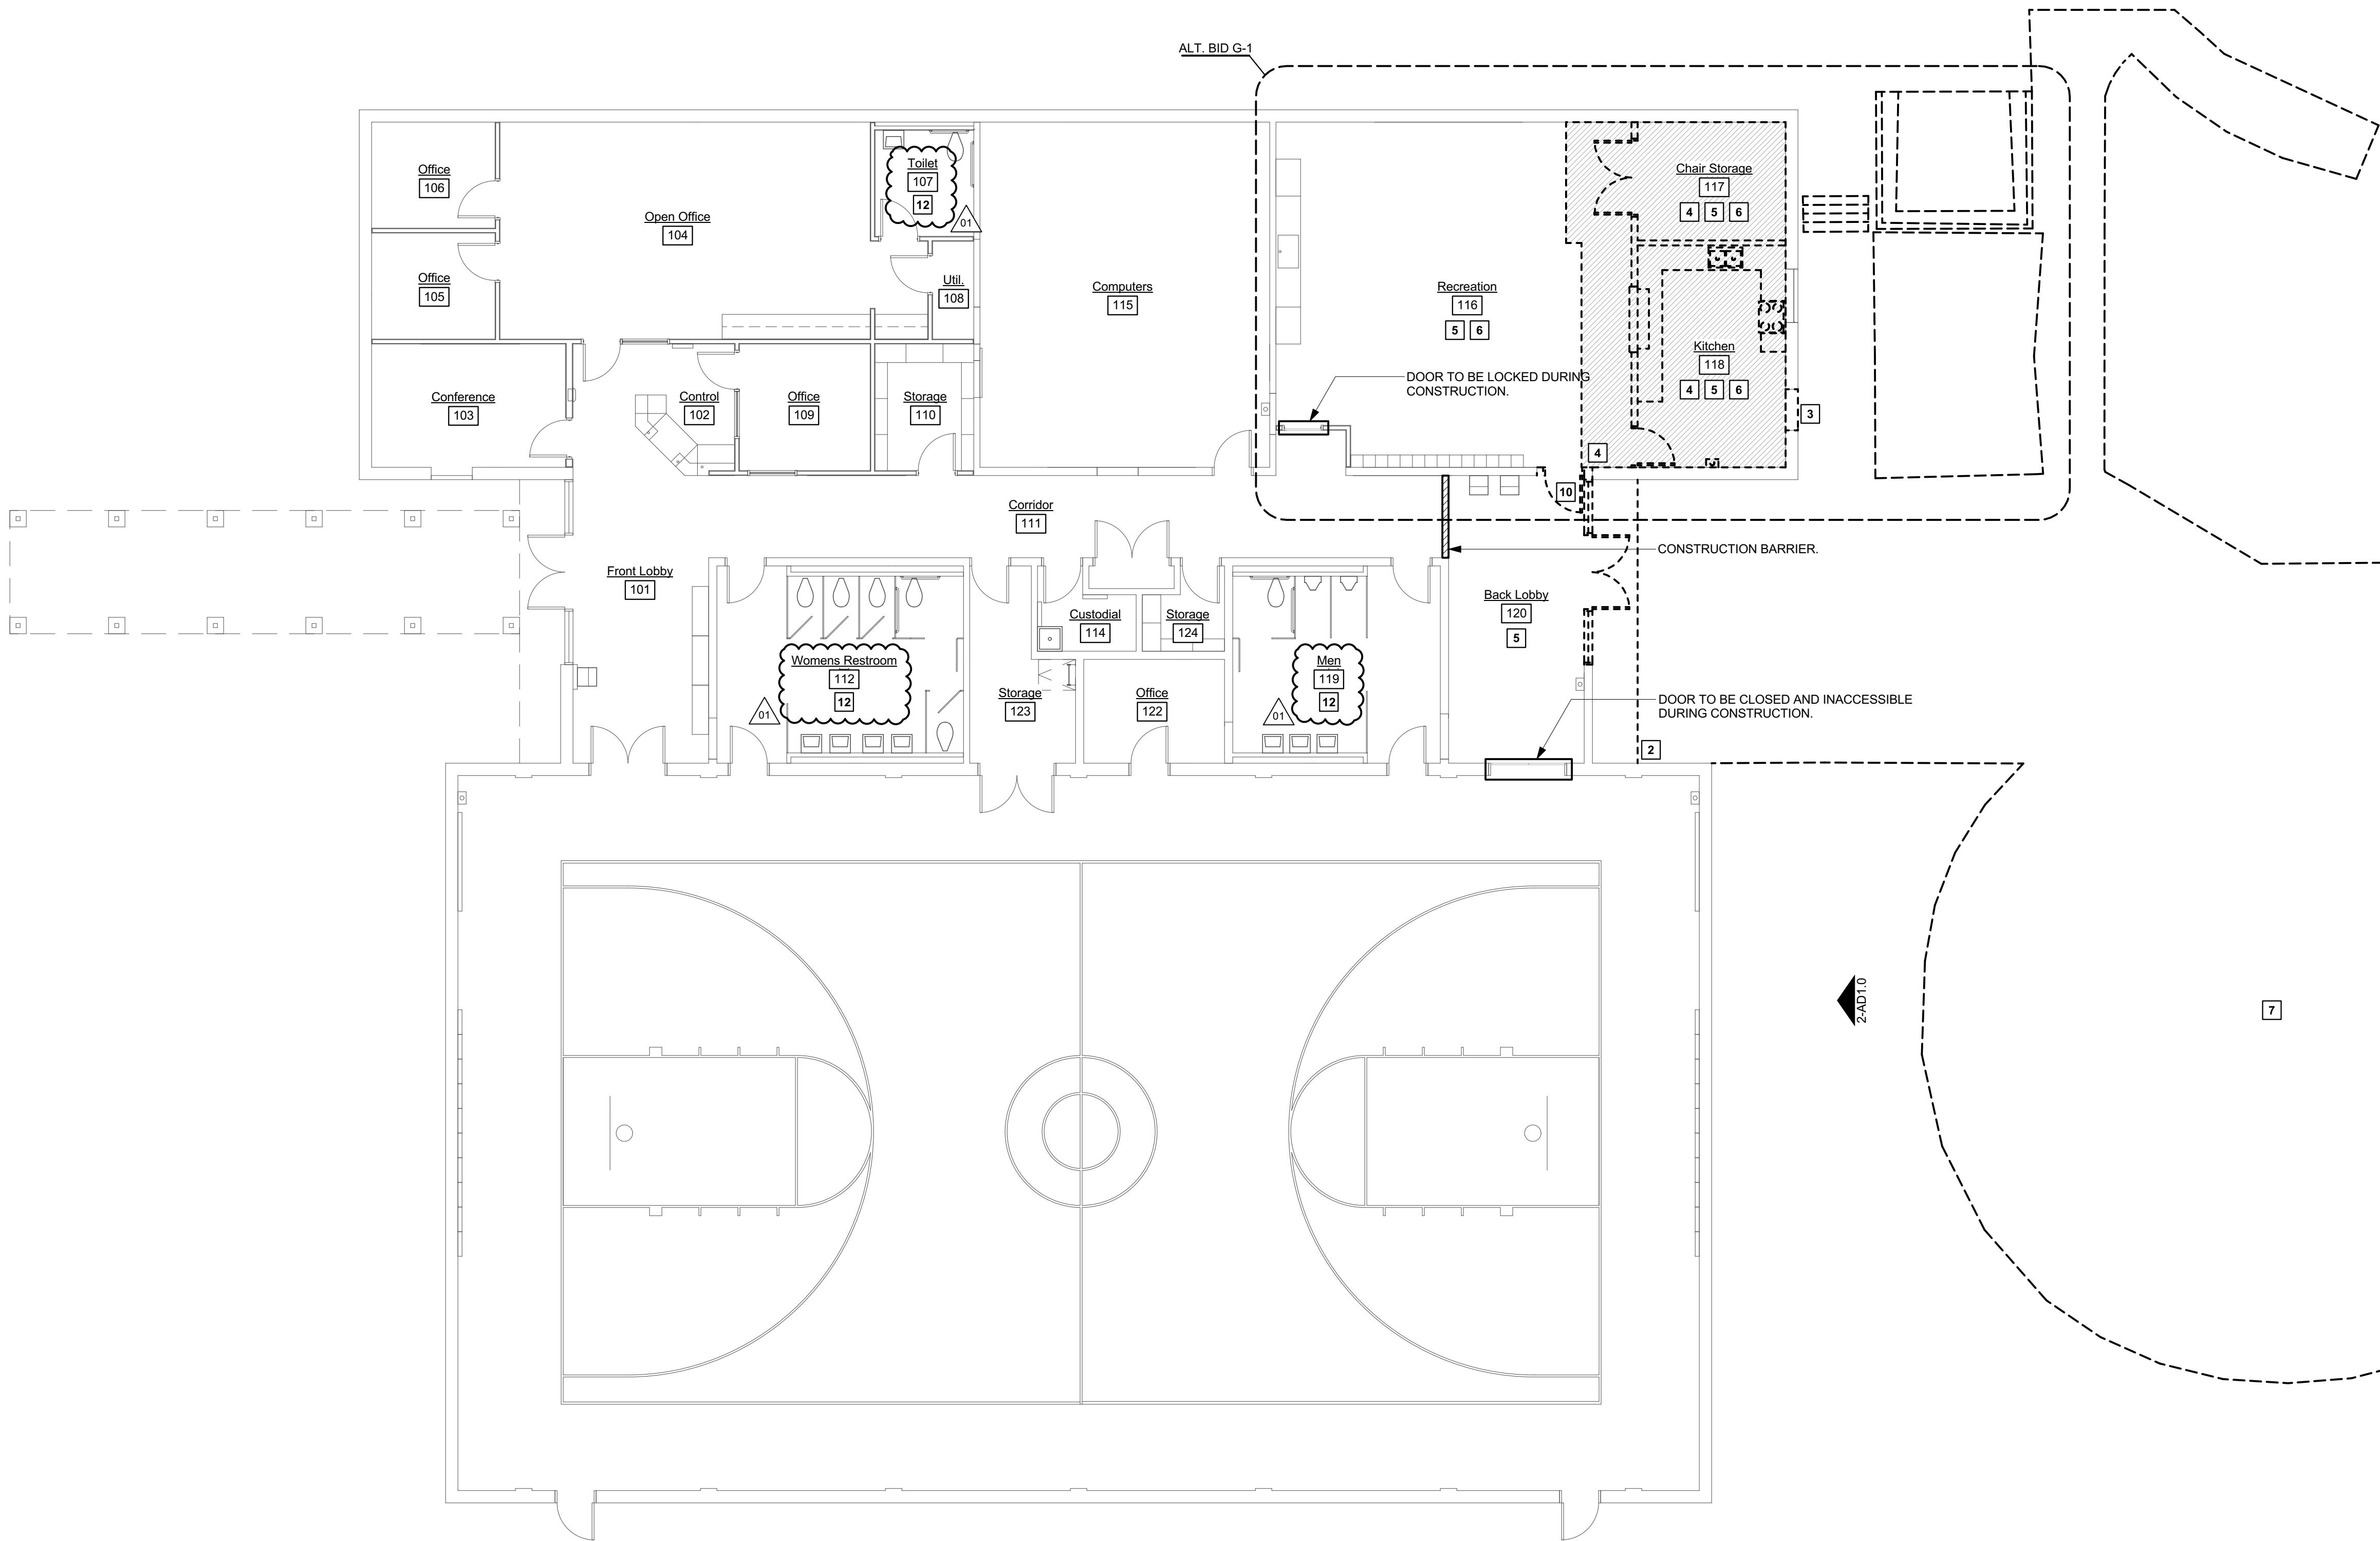 ALT. BID G-1
Office
106
Open Office
104
Toilet
107
12
01
Chair Storage
117
4 5 6
Office
105
Util.
108
Computers
115
Recreation
116
5 6
Kitchen
118
4 5 6
3
DOOR TO BE LOCKED DURING
CONSTRUCTION.
Conference
103
Control
102
Office
109
Storage
110
4
10
Corridor
111
CONSTRUCTION BARRIER.
Front Lobby
101
Custodial
114
Storage
124
Back Lobby
120
5
Womens Restroom
112
12
01
Storage
123
Office
122
Men
119
12
01
DOOR TO BE CLOSED AND INACCESSIBLE
DURING CONSTRUCTION.
2
2-AD1.0
7